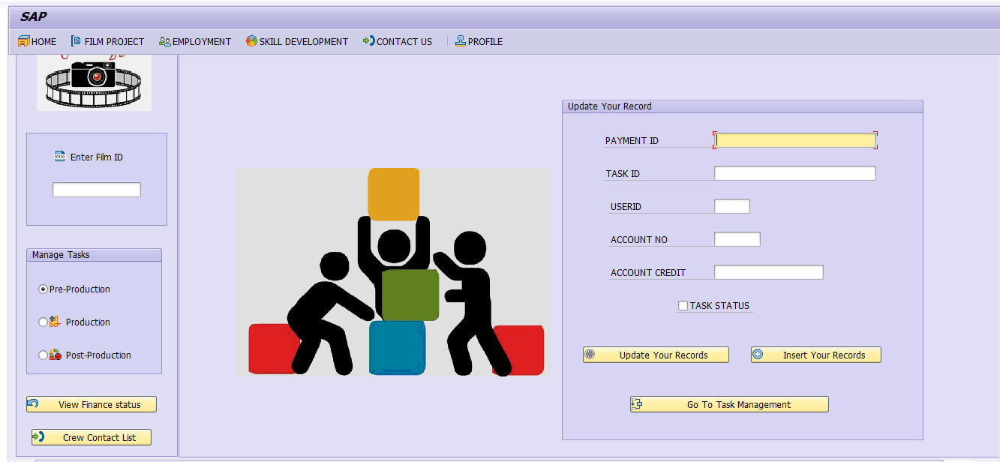 SAP
HOME FILM PROJECT EMPLOYMENT SKILL DEVELOPMENT CONTACT US PROFILE
Enter Film ID
Manage Tasks
Pre-Production
Production
Post-Production
View Finance status
Crew Contact List
Update Your Record
PAYMENT ID
TASK ID
USERID
ACCOUNT NO
ACCOUNT CREDIT
TASK STATUS
Update Your Records Insert Your Records
Go To Task Management